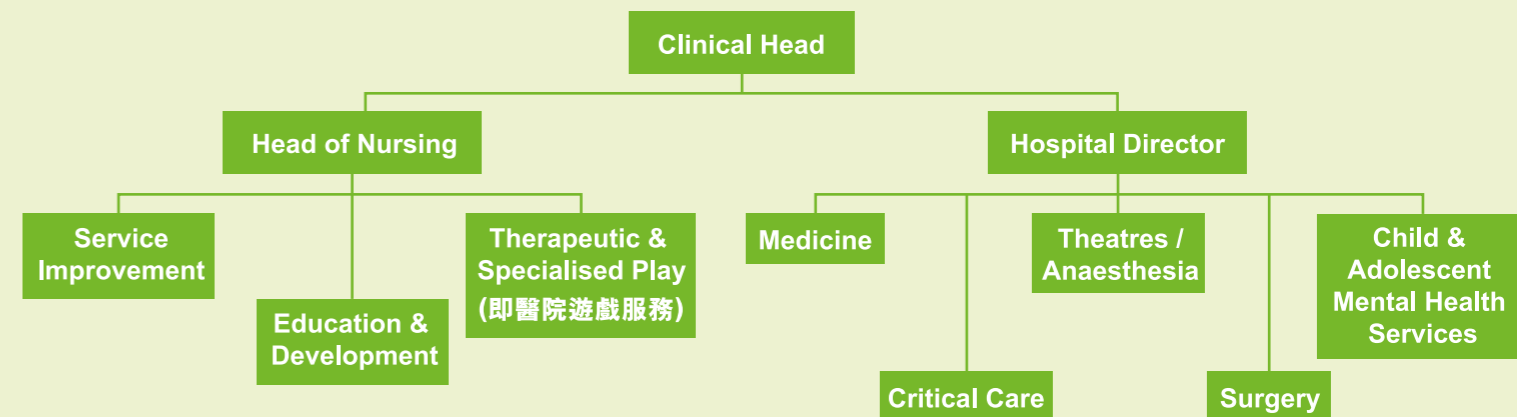 Clinical Head
Head of Nursing
Hospital Director
Service
Improvement
Education &
Development
Therapeutic &
Specialised Play
(即醫院遊戲服務)
Medicine
Critical Care
Theatres /
Anaesthesia
Surgery
Child &
Adolescent
Mental Health
Services